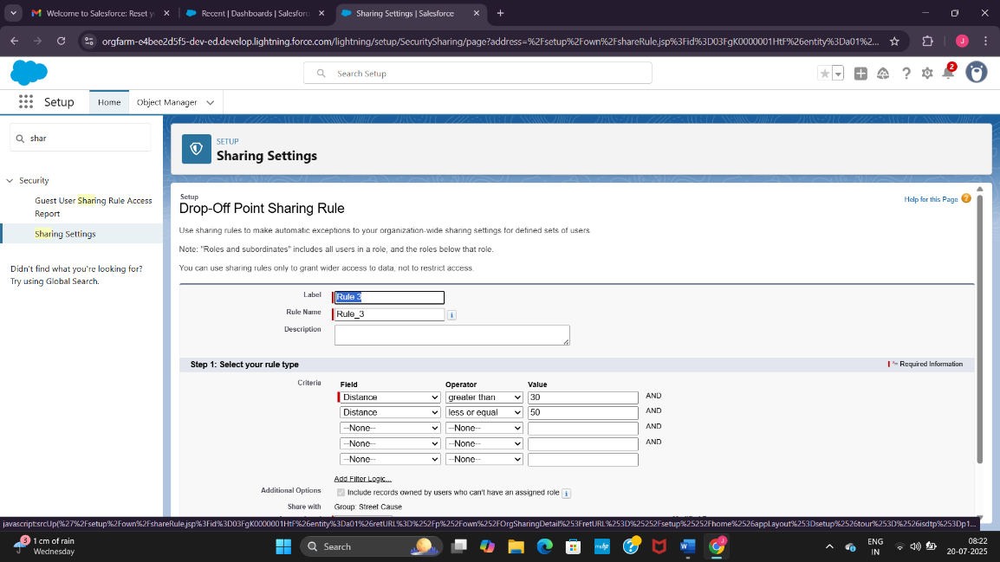 Welcome to Salesforce: Reset y
Recent | Dashboards | Salesforc
Sharing Settings | Salesforce
orgfarm-e4bee2d5f5-dev-ed.develop.lightning.force.com/lightning/setup/SecuritySharing/page?address=%2Fsetup%2Fown%2FshareRule.jsp%3Fid%3D03FgK0000001HtF%26entity%3Da01%2...
J
Search Setup
2
Setup
Home
Object Manager
shar
Security
Guest User Sharing Rule Access
Report
Sharing Settings
Didn't find what you're looking for?
Try using Global Search.
SETUP
Sharing Settings
Setup
Drop-Off Point Sharing Rule
Help for this Page
Use sharing rules to make automatic exceptions to your organization-wide sharing settings for defined sets of users.
Note: "Roles and subordinates" includes all users in a role, and the roles below that role.
You can use sharing rules only to grant wider access to data, not to restrict access.
Label Rule 3
Rule Name Rule_3 i
Description
Step 1: Select your rule type
= Required Information
Criteria Field Operator Value
Distance greater than 30 AND
Distance less or equal 50 AND
--None-- --None-- AND
--None-- --None-- AND
--None-- --None--
Add Filter Logic...
Additional Options Include records owned by users who can't have an assigned role i
Share with Group: Street Cause
javascript:srcUp(%27%2Fsetup%2Fown%2FshareRule.jsp%3Fid%3D03FgK0000001HtF%26entity%3Da01%26retURL%3D%252Fp%252Fown%252FOrgSharingDetail%253FretURL%253D%25252Fsetup%25252Fhome%2526appLayout%253Dsetup%2526tour%253D%2526isdtp%253Dp1...
3
1 cm of rain
Wednesday
Search
ENG
IN
08:22
20-07-2025